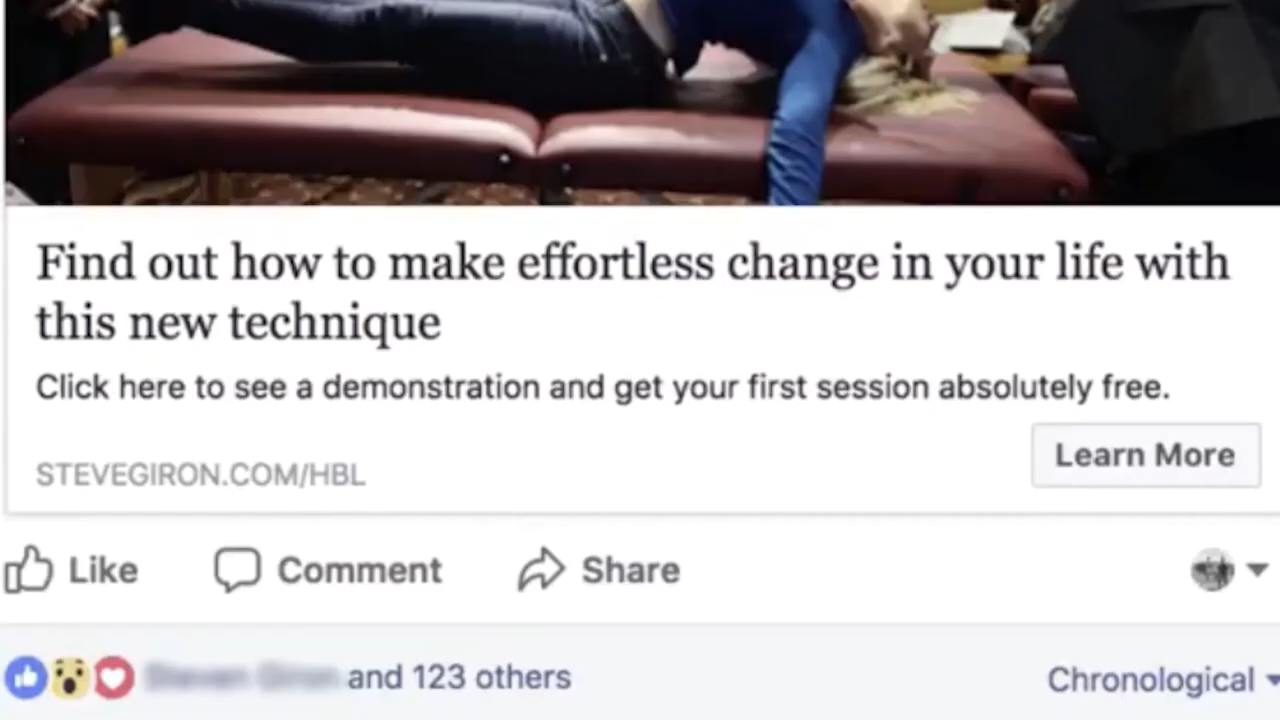 Find out how to make effortless change in your life with
this new technique
Click here to see a demonstration and get your first session absolutely free.
STEVEGIRON.COM/HBL
Learn More
Like
Comment
Share
and 123 others
Chronological